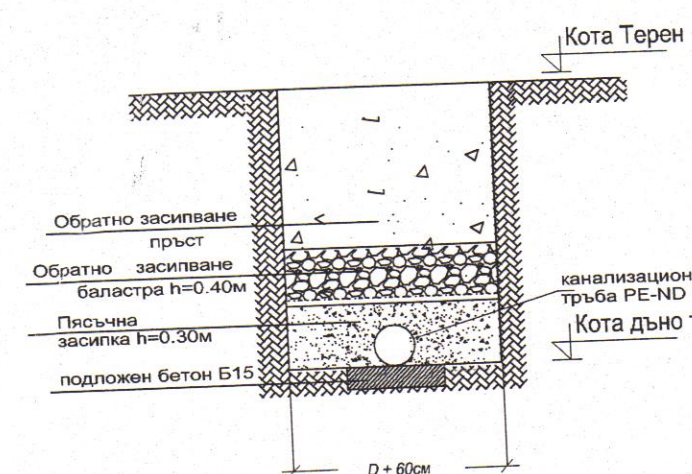 Кота Терен
Обратно засипване
пръст
Обратно засипване
баластра h=0.40м
Пясъчна
засипка h=0.30м
подложен бетон Б15
тръба PE-ND
Кота дъно
D + 60см